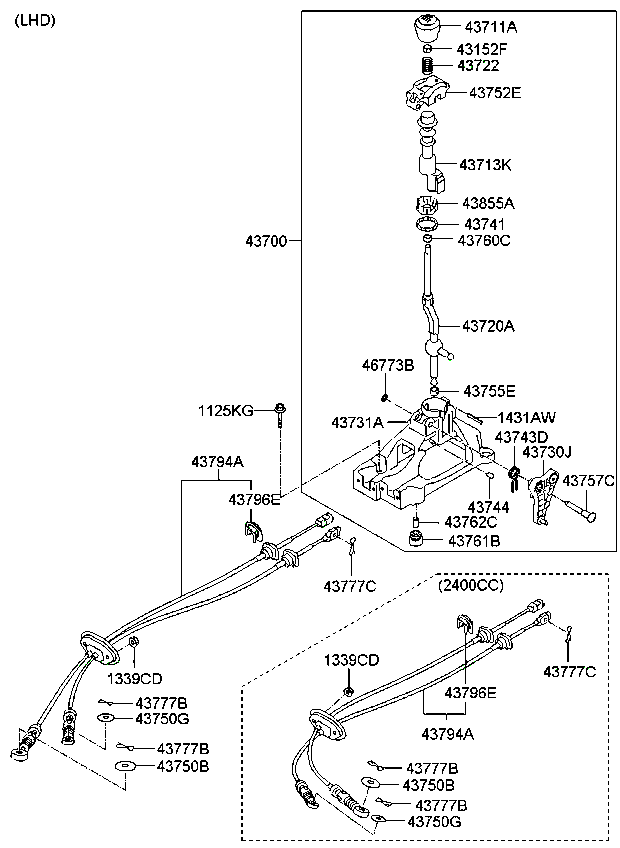 (LHD)
43711A
43152F
43722
43752E
43713K
43855A
43741
43700
43760C
43720A
46773B
43755E
1125KG
43731A
1431AW
43743D
43730J
43794A
43757C
43796E
43744
43762C
43761B
43777C
(2400CC)
1339CD
1339CD
43777C
43777B
43796E
43750G
43794A
43777B
43750B
43777B
43750B
43777B
43750G